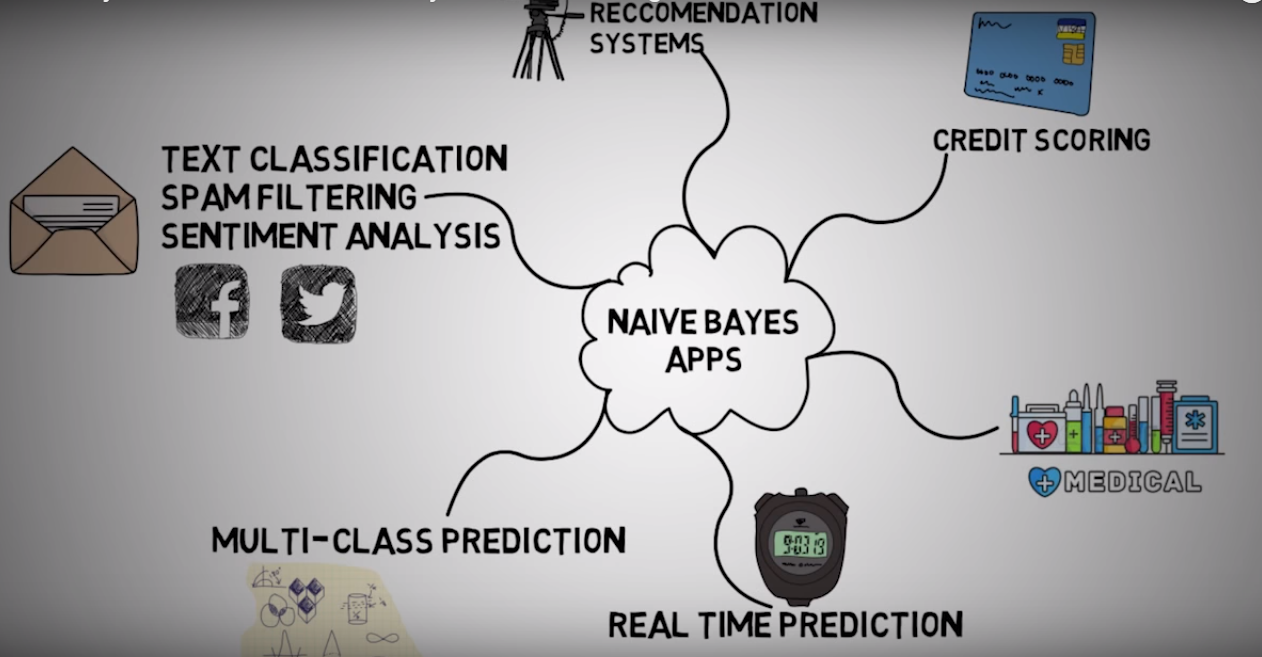 RECCOMENDATION
SYSTEMS
CREDIT SCORING
TEXT CLASSIFICATION
SPAM FILTERING
SENTIMENT ANALYSIS
NAIVE BAYES
APPS
MEDICAL
MULTI-CLASS PREDICTION
REAL TIME PREDICTION